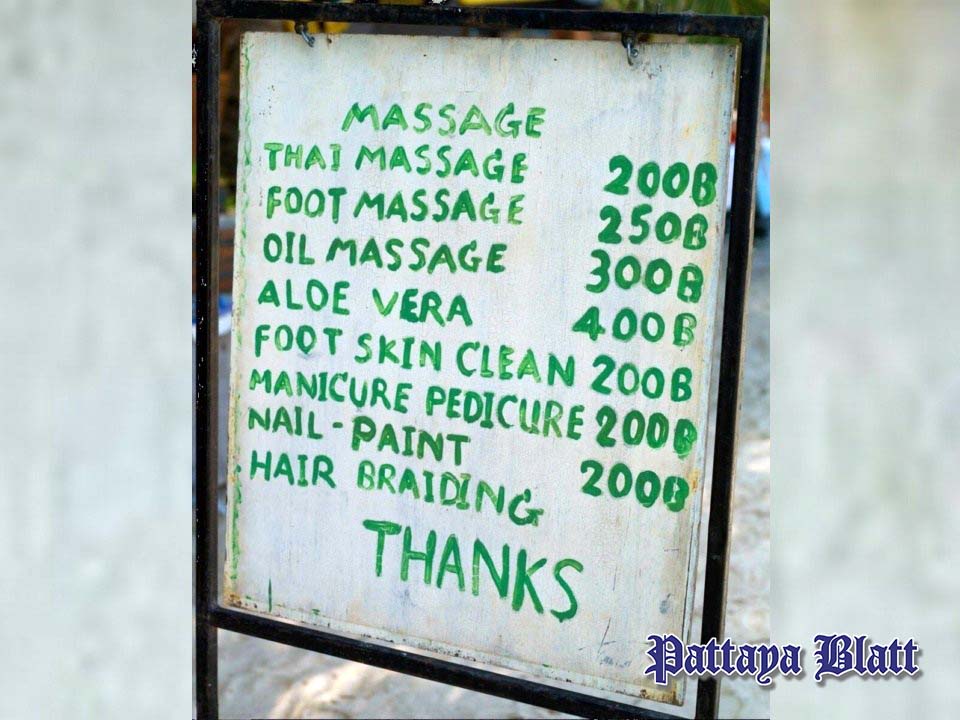 MASSAGE
THAI MASSAGE 200B
FOOT MASSAGE 250B
OIL MASSAGE 300B
ALOE VERA 400B
FOOT SKIN CLEAN 200B
MANICURE PEDICURE 200B
NAIL-PAINT 200B
HAIR BRAIDING
THANKS
Pattaya Blatt